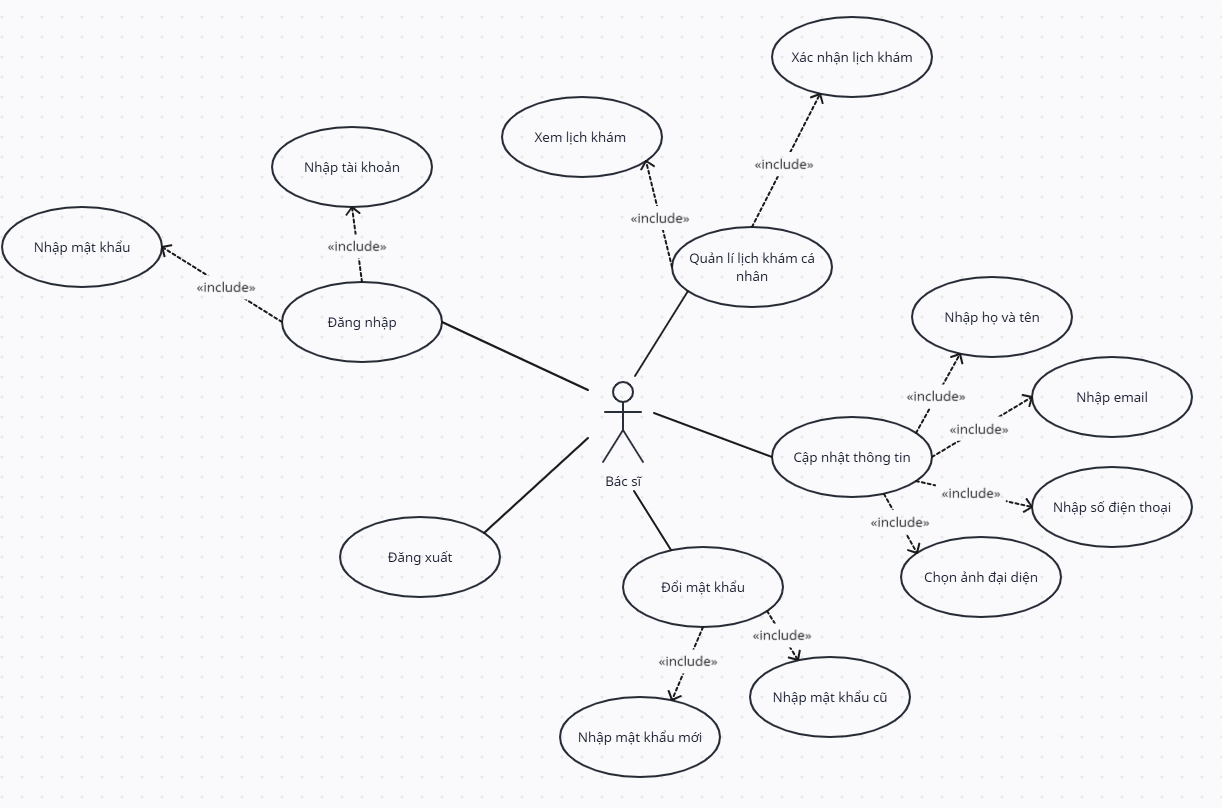 Xác nhận lịch khám
Xem lịch khám
Nhập tài khoản
«include»
«include»
Nhập mật khẩu
«include»
«include»
Quản lí lịch khám cá
nhân
Đăng nhập
Nhập họ và tên
«include»
Nhập email
«include»
Cập nhật thông tin
Bác sĩ
«include»
Nhập số điện thoại
«include»
Đăng xuất
Chọn ảnh đại diện
Đổi mật khẩu
«include»
«include»
Nhập mật khẩu cũ
Nhập mật khẩu mới